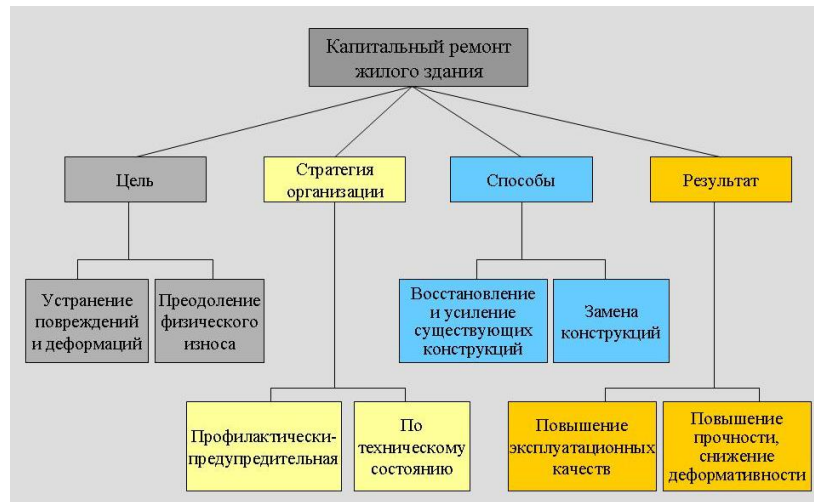 Капитальный ремонт
жилого здания
Цель
Стратегия
организации
Способы
Результат
Устранение
повреждений
и деформаций
Преодоление
физического
износа
Восстановление
и усиление
существующих
конструкций
Замена
конструкций
Профилактически-
предупредительная
По
техническому
состоянию
Повышение
эксплуатационных
качеств
Повышение
прочности,
снижение
деформативности